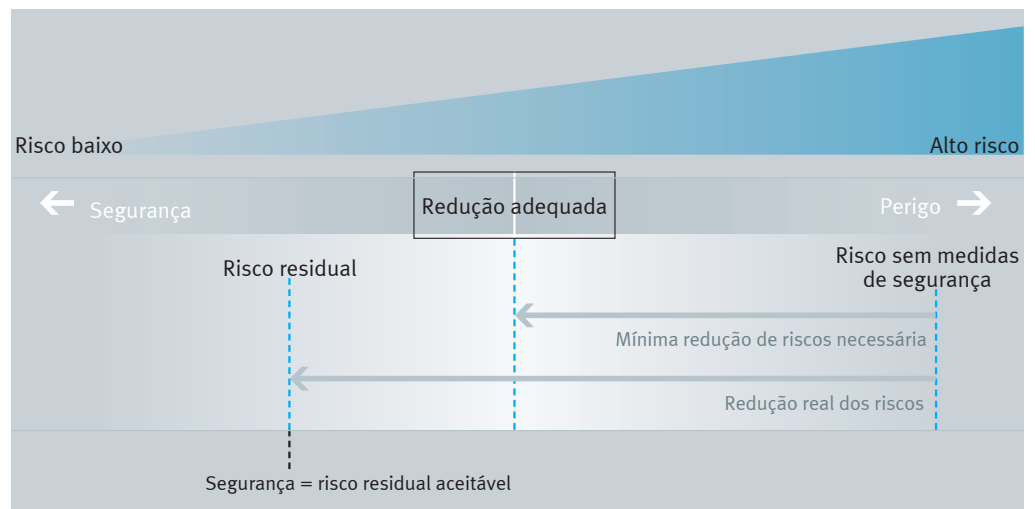 Risco baixo
Alto risco
Segurança
Redução adequada
Perigo
Risco residual
Risco sem medidas
de segurança
Mínima redução de riscos necessária
Redução real dos riscos
Segurança = risco residual aceitável